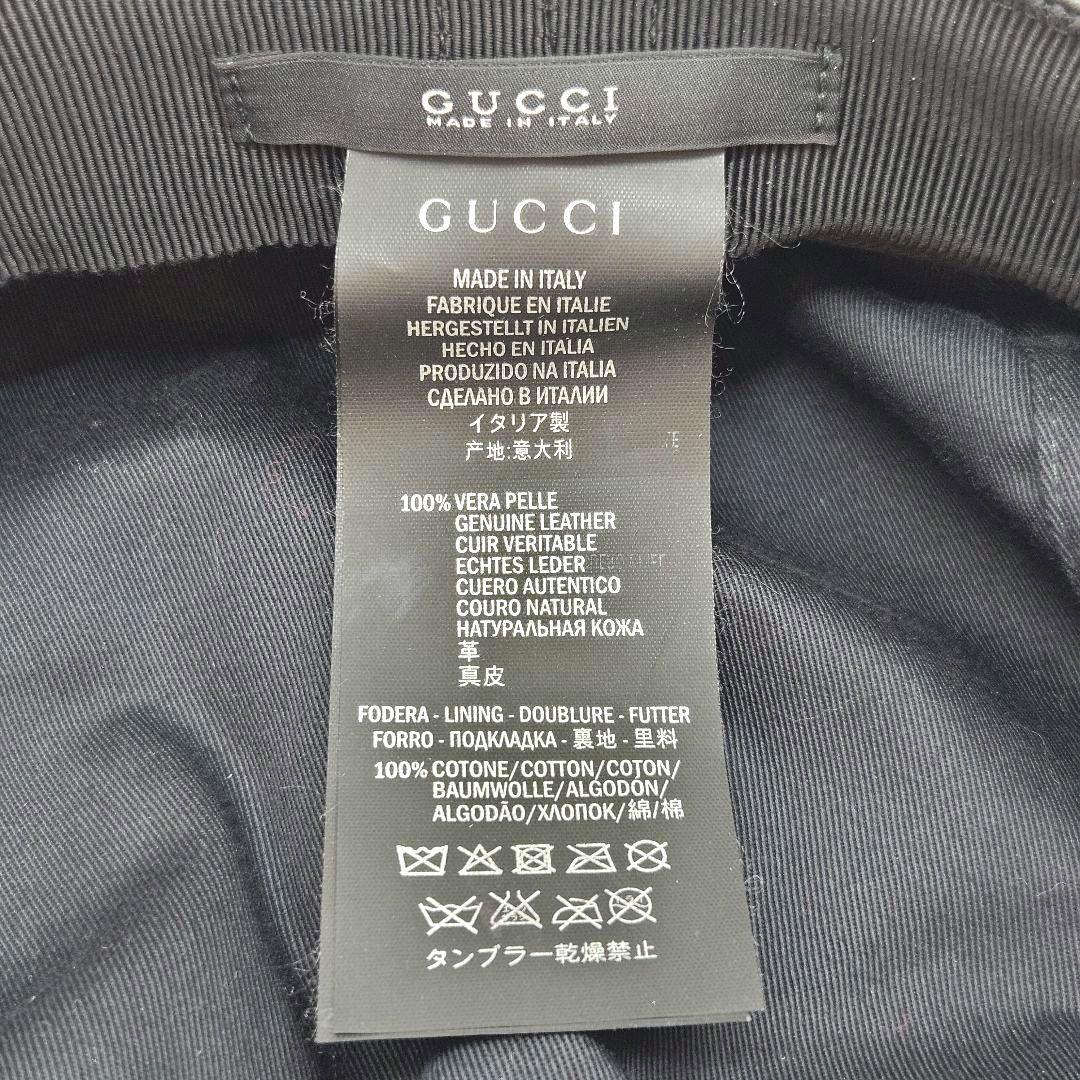 GUCCI
MADE IN ITALY
GUCCI
MADE IN ITALY
FABRIQUE EN ITALIE
HERGESTELLT IN ITALIEN
HECHO EN ITALIA
PRODUZIDO NA ITALIA
СДЕЛАНО В ИТАЛИИ
イタリア製
产地:意大利
100% VERA PELLE
GENUINE LEATHER
CUIR VERITABLE
ECHTES LEDER
CUERO AUTENTICO
COURO NATURAL
НАТУРАЛЬНАЯ КОЖА
革
真皮
FODERA - LINING - DOUBLURE - FUTTER
FORRO - ПОДКЛАДКА - 裏地 - 里料
100% COTONE/COTTON/COTON/
BAUMWOLLE/ALGODÓN/
ALGODÃO/ХЛОПОК/綿/棉
タンブラー乾燥禁止